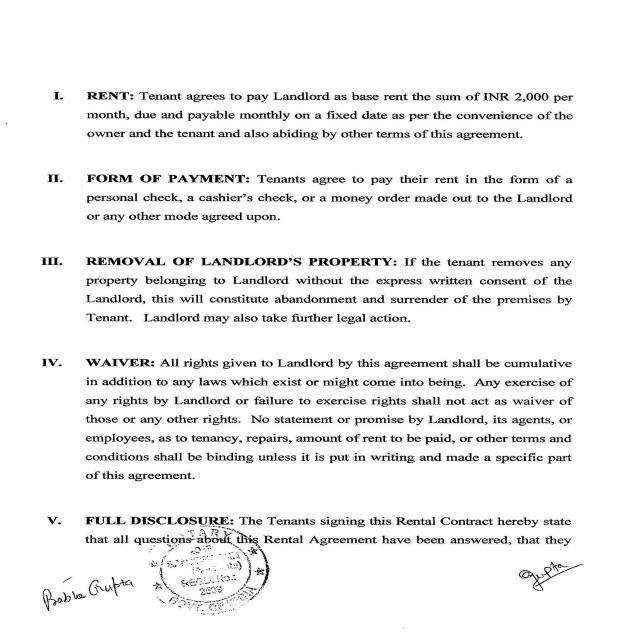 I. RENT: Tenant agrees to pay Landlord as base rent the sum of INR 2,000 per
month, due and payable monthly on a fixed date as per the convenience of the
owner and the tenant and also abiding by other terms of this agreement.
II. FORM OF PAYMENT: Tenants agree to pay their rent in the form of a
personal check, a cashier's check, or a money order made out to the Landlord
or any other mode agreed upon.
III. REMOVAL OF LANDLORD'S PROPERTY: If the tenant removes any
property belonging to Landlord without the express written consent of the
Landlord, this will constitute abandonment and surrender of the premises by
Tenant. Landlord may also take further legal action.
IV. WAIVER: All rights given to Landlord by this agreement shall be cumulative
in addition to any laws which exist or might come into being. Any exercise of
any rights by Landlord or failure to exercise rights shall not act as waiver of
those or any other rights. No statement or promise by Landlord, its agents, or
employees, as to tenancy, repairs, amount of rent to be paid, or other terms and
conditions shall be binding unless it is put in writing and made a specific part
of this agreement.
V. FULL DISCLOSURE: The Tenants signing this Rental Contract hereby state
that all questions about this Rental Agreement have been answered, that they
REGD. No.:
GOVT. OF
Gupta
Gupta